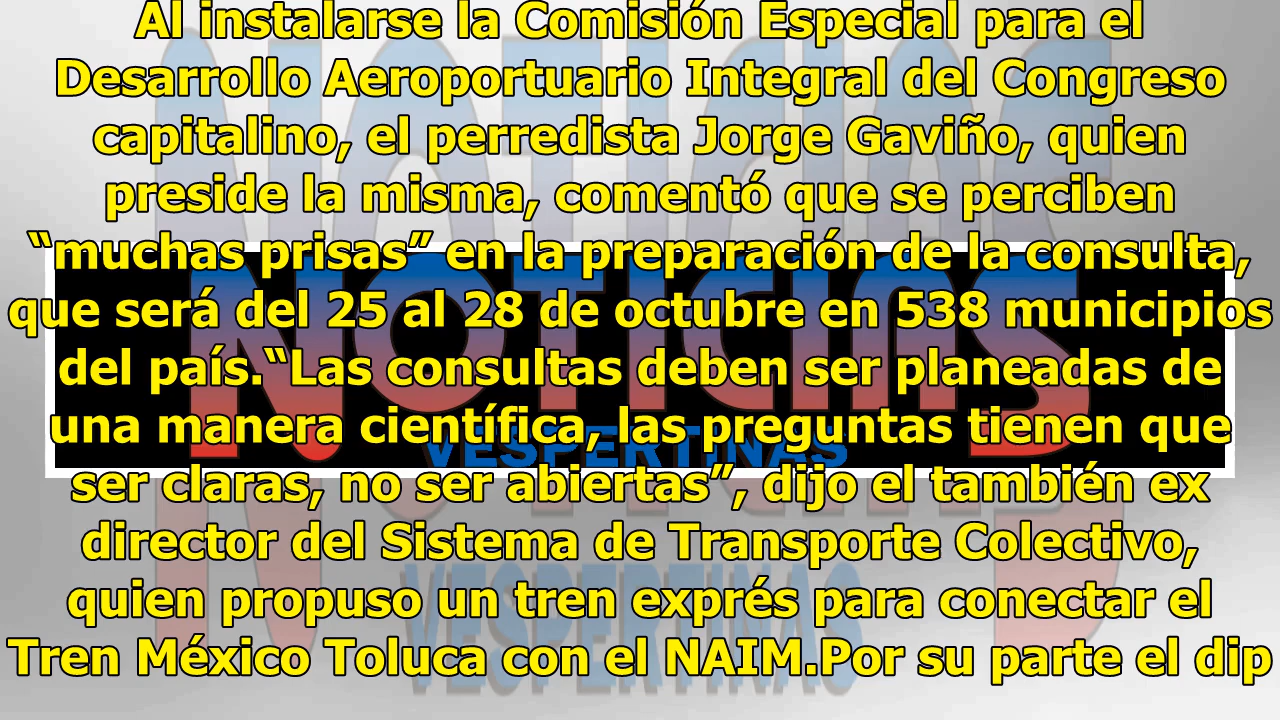 Al instalarse la Comisión Especial para el
Desarrollo Aeroportuario Integral del Congreso
capitalino, el perredista Jorge Gaviño, quien
preside la misma, comentó que se perciben
“muchas prisas” en la preparación de la consulta,
que será del 25 al 28 de octubre en 538 municipios
del país.“Las consultas deben ser planeadas de
una manera científica, las preguntas tienen que
ser claras, no ser abiertas”, dijo el también ex
director del Sistema de Transporte Colectivo,
quien propuso un tren exprés para conectar el
Tren México Toluca con el NAIM.Por su parte el dip
NOTICIAS
VESPERTINAS
NOTICIAS
VESPERTINAS